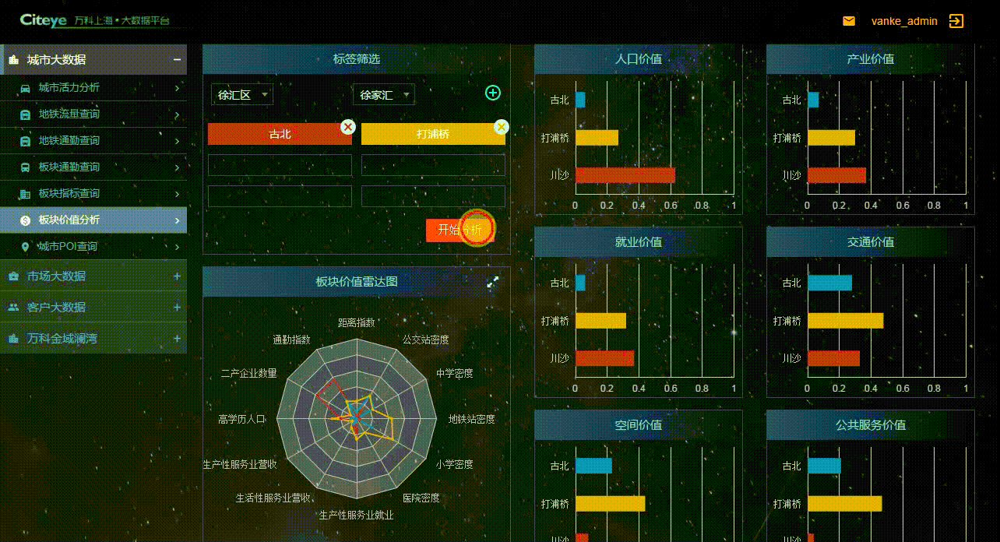 Citeye 万科上海·大数据平台
vanke_admin
城市大数据
城市活力分析
地铁流量查询
地铁通勤查询
板块通勤查询
板块指标查询
板块价值分析
城市POI查询
市场大数据
客户大数据
万科金域澜湾
标签筛选
徐汇区 徐家汇
古北 打浦桥
开始分析
板块价值雷达图
距离指数
通勤指数 公交站密度
二产企业数量 中学密度
高学历人口 地铁站密度
生产性服务业营收 小学密度
生活性服务业营收 医院密度
生产性服务业就业
人口价值
古北
打浦桥
川沙
0 0.2 0.4 0.6 0.8 1
产业价值
古北
打浦桥
川沙
0 0.2 0.4 0.6 0.8 1
就业价值
古北
打浦桥
川沙
0 0.2 0.4 0.6 0.8 1
交通价值
古北
打浦桥
川沙
0 0.2 0.4 0.6 0.8 1
空间价值
古北
打浦桥
川沙
公共服务价值
古北
打浦桥
川沙